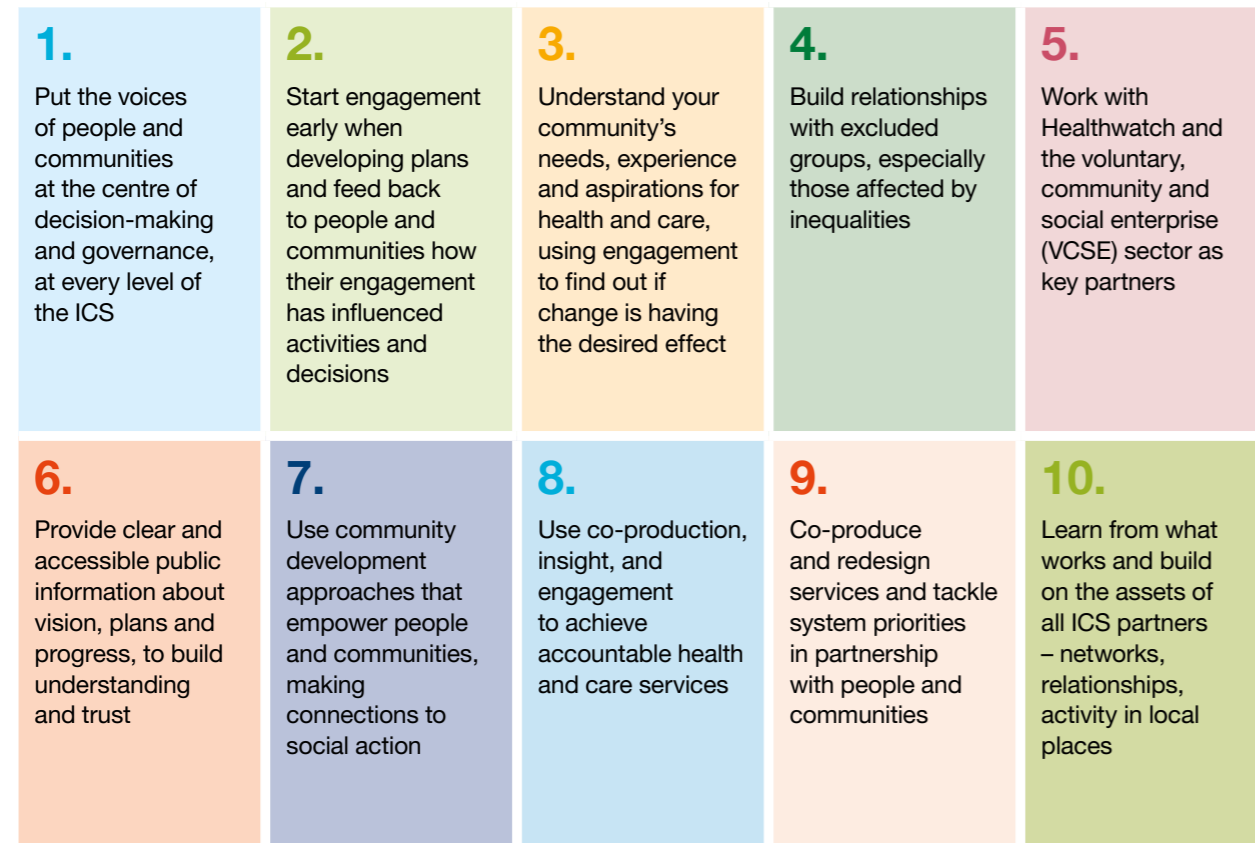 1.
Put the voices
of people and
communities
at the centre of
decision-making
and governance,
at every level of
the ICS
2.
Start engagement
early when
developing plans
and feed back
to people and
communities how
their engagement
has influenced
activities and
decisions
3.
Understand your
community’s
needs, experience
and aspirations for
health and care,
using engagement
to find out if
change is having
the desired effect
4.
Build relationships
with excluded
groups, especially
those affected by
inequalities
5.
Work with
Healthwatch and
the voluntary,
community and
social enterprise
(VCSE) sector as
key partners
6.
Provide clear and
accessible public
information about
vision, plans and
progress, to build
understanding
and trust
7.
Use community
development
approaches that
empower people
and communities,
making
connections to
social action
8.
Use co-production,
insight, and
engagement
to achieve
accountable health
and care services
9.
Co-produce
and redesign
services and tackle
system priorities
in partnership
with people and
communities
10.
Learn from what
works and build
on the assets of
all ICS partners
– networks,
relationships,
activity in local
places